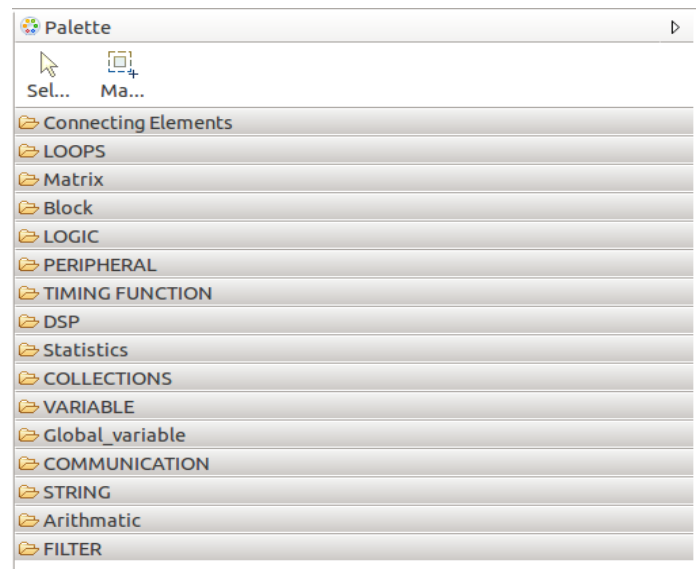 Palette
Sel... Ma...
Connecting Elements
LOOPS
Matrix
Block
LOGIC
PERIPHERAL
TIMING FUNCTION
DSP
Statistics
COLLECTIONS
VARIABLE
Global_variable
COMMUNICATION
STRING
Arithmatic
FILTER